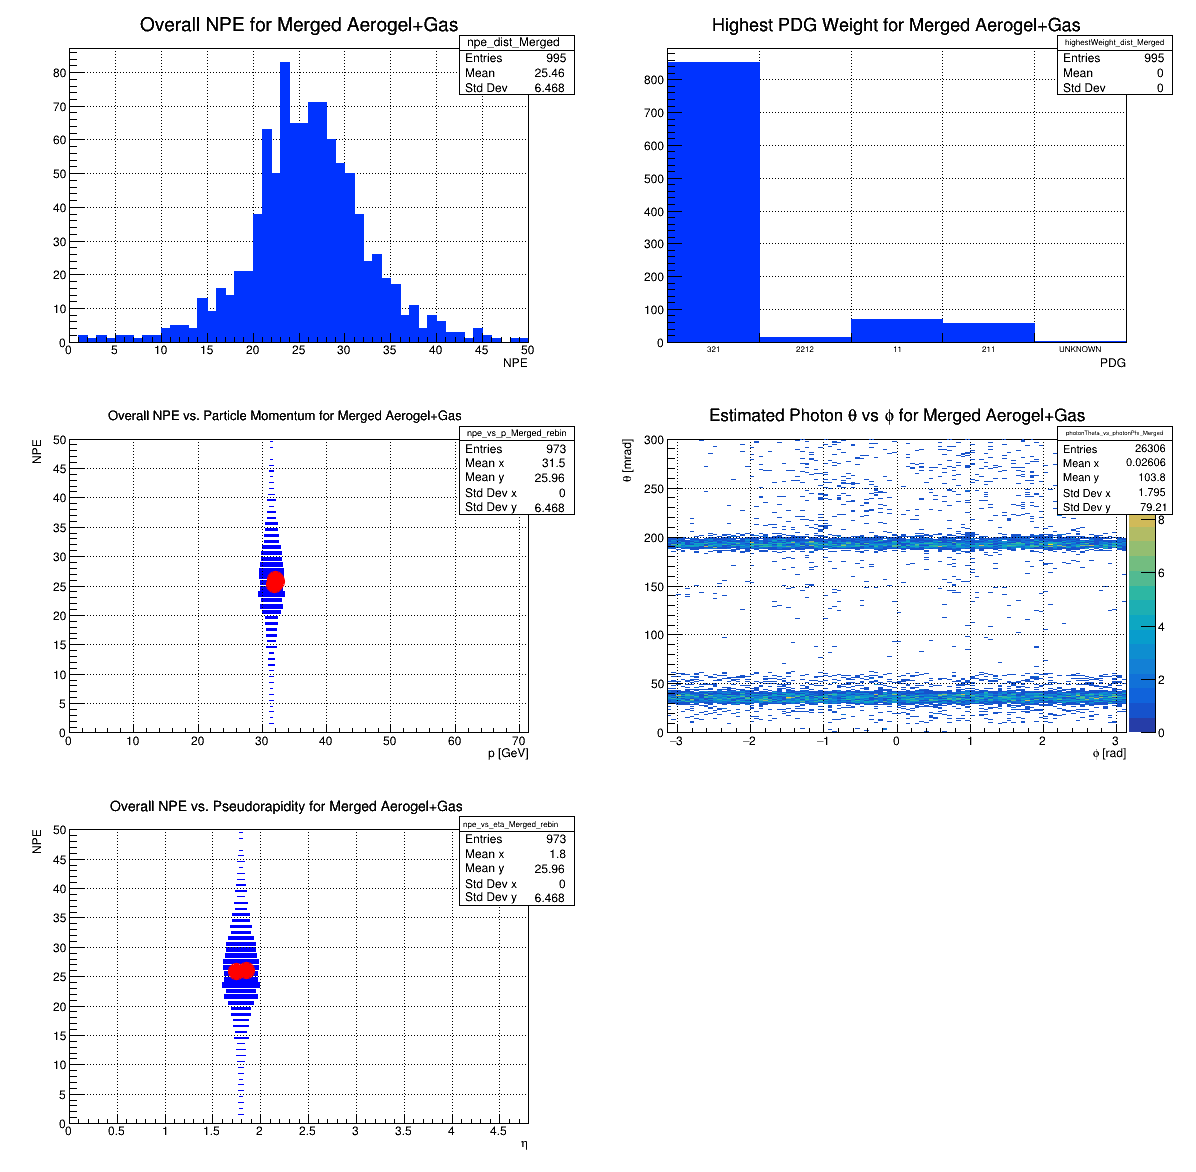 Overall NPE for Merged Aerogel+Gas
npe_dist_Merged
Entries 995
Mean 25.46
Std Dev 6.468
80
70
60
50
40
30
20
10
0
0 5 10 15 20 25 30 35 40 45 50
NPE
Highest PDG Weight for Merged Aerogel+Gas
highestWeight_dist_Merged
Entries 995
Mean 0
Std Dev 0
800
700
600
500
400
300
200
100
0
321 2212 11 211 UNKNOWN
PDG
Overall NPE vs. Particle Momentum for Merged Aerogel+Gas
npe_vs_p_Merged_rebin
Entries 973
Mean x 31.5
Mean y 25.96
Std Dev x 0
Std Dev y 6.468
NPE
50
45
40
35
30
25
20
15
10
5
0
0 10 20 30 40 50 60 70
p [GeV]
Estimated Photon θ vs ϕ for Merged Aerogel+Gas
photonTheta_vs_photonPhi_Merged
Entries 26306
Mean x 0.02606
Mean y 103.8
Std Dev x 1.795
Std Dev y 79.21
θ [mrad]
300
250
200
150
100
50
0
−3 −2 −1 0 1 2 3
ϕ [rad]
8
6
4
2
0
Overall NPE vs. Pseudorapidity for Merged Aerogel+Gas
npe_vs_eta_Merged_rebin
Entries 973
Mean x 1.8
Mean y 25.96
Std Dev x 0
Std Dev y 6.468
NPE
50
45
40
35
30
25
20
15
10
5
0
0 0.5 1 1.5 2 2.5 3 3.5 4 4.5
η